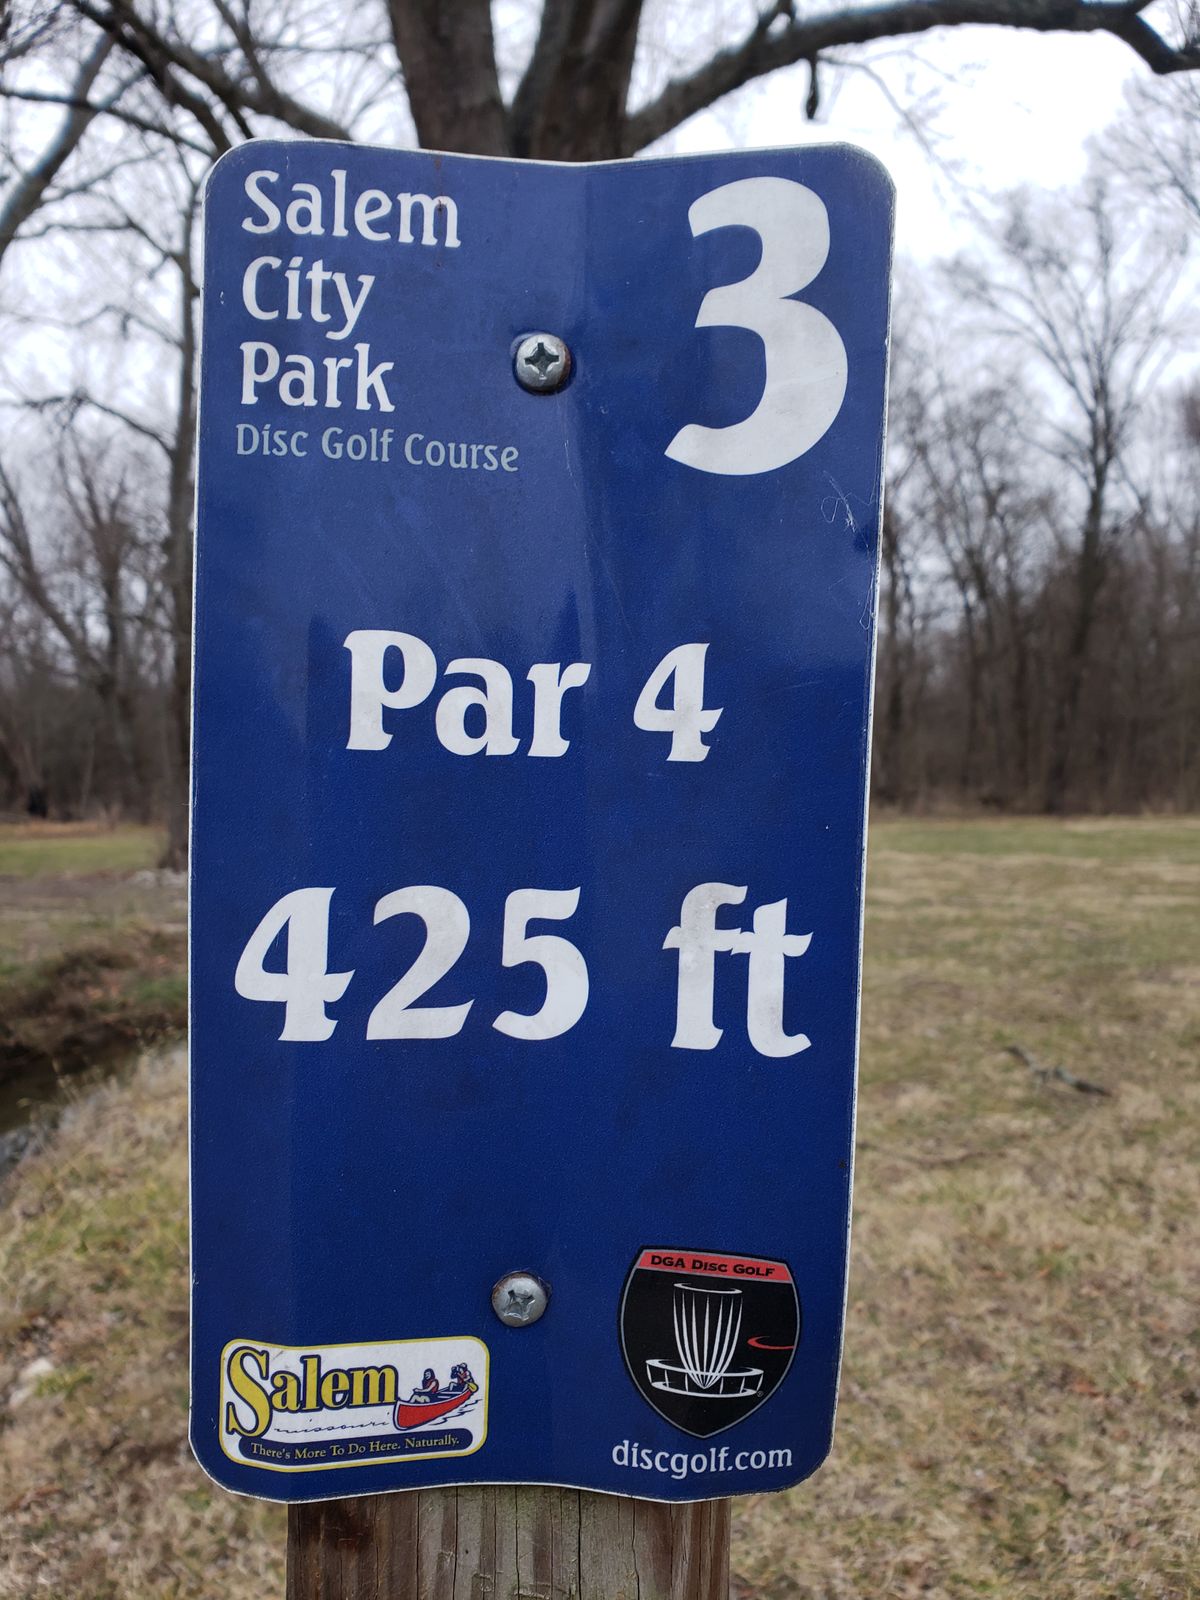 Salem
City
Park
Disc Golf Course
3
Par 4
425 ft
Salem
missouri
There's More To Do Here. Naturally.
DGA DISC GOLF
®
discgolf.com